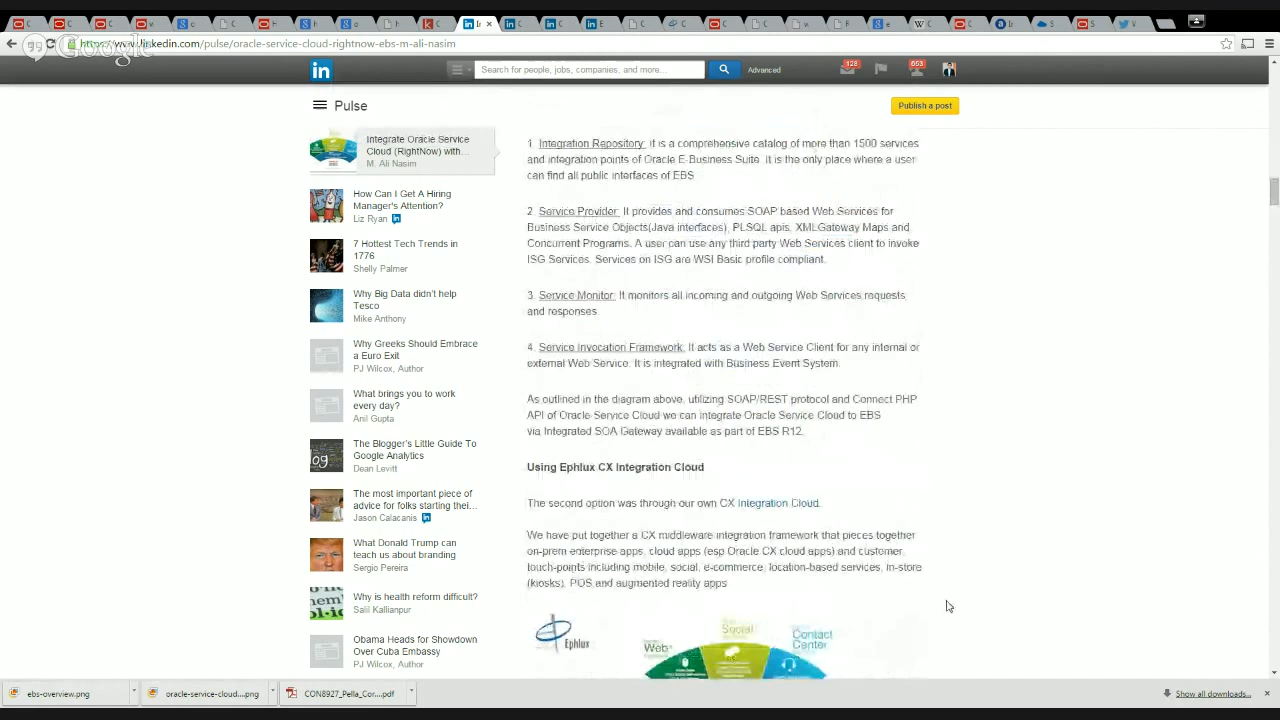 https://www.linkedin.com/pulse/oracle-service-cloud-rightnow-ebs-m-ali-nasim
Google
in
Search for people, jobs, companies, and more...
Advanced
128
653
Pulse
Publish a post
Integrate Oracle Service
Cloud (RightNow) with...
M. Ali Nasim
How Can I Get A Hiring
Manager's Attention?
Liz Ryan in
7 Hottest Tech Trends in
1776
Shelly Palmer
Why Big Data didn't help
Tesco
Mike Anthony
Why Greeks Should Embrace
a Euro Exit
PJ Wilcox, Author
What brings you to work
every day?
Anil Gupta
The Blogger's Little Guide To
Google Analytics
Dean Levitt
The most important piece of
advice for folks starting thei...
Jason Calacanis in
What Donald Trump can
teach us about branding
Sergio Pereira
Why is health reform difficult?
Salil Kallianpur
Obama Heads for Showdown
Over Cuba Embassy
PJ Wilcox, Author
1. Integration Repository: it is a comprehensive catalog of more than 1500 services
and integration points of Oracle E-Business Suite. it is the only place where a user
can find all public interfaces of EBS
2. Service Provider: It provides and consumes SOAP based Web Services for
Business Service Objects(Java interfaces), PLSQL apis, XMLGateway Maps and
Concurrent Programs. A user can use any third party Web Services client to invoke
ISG Services. Services on ISG are WSI Basic profile compliant.
3. Service Monitor: It monitors all incoming and outgoing Web Services requests
and responses
4. Service Invocation Framework: It acts as a Web Service Client for any internal or
external Web Service. It is integrated with Business Event System.
As outlined in the diagram above, utilizing SOAP/REST protocol and Connect PHP
API of Oracle Service Cloud we can integrate Oracle Service Cloud to EBS
via Integrated SOA Gateway available as part of EBS R12.
Using Ephlux CX Integration Cloud
The second option was through our own CX Integration Cloud.
We have put together a CX middleware integration framework that pieces together
on-prem enterprise apps, cloud apps (esp Oracle CX cloud apps) and customer
touch-points including mobile, social, e-commerce, location-based services, in-store
(kiosks), POS and augmented reality apps
Ephlux
Web
Social
Contact
Center
ebs-overview.png
oracle-service-cloud....png
CON8927_Pella_Cor....pdf
Show all downloads...